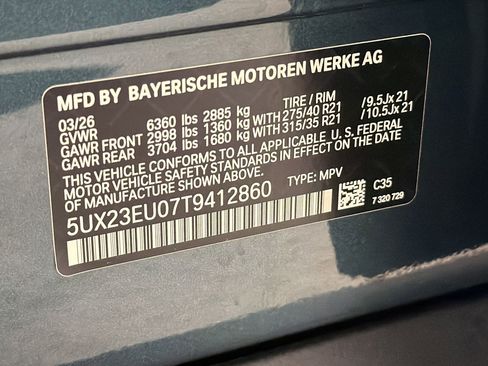 MFD BY BAYERISCHE MOTOREN WERKE AG
03/26 TIRE / RIM
GVWR 6360 lbs 2885 kg
GAWR FRONT 2998 lbs 1360 kg WITH 275/40 R21 / 9.5Jx21
GAWR REAR 3704 lbs 1680 kg WITH 315/35 R21 / 10.5Jx21
THIS VEHICLE CONFORMS TO ALL APPLICABLE U.S. FEDERAL
MOTOR VEHICLE SAFETY STANDARDS IN EFFECT ON THE DATE
OF MANUFACTURE SHOWN ABOVE.
5UX23EU07T9412860 TYPE: MPV C35
7 320 729